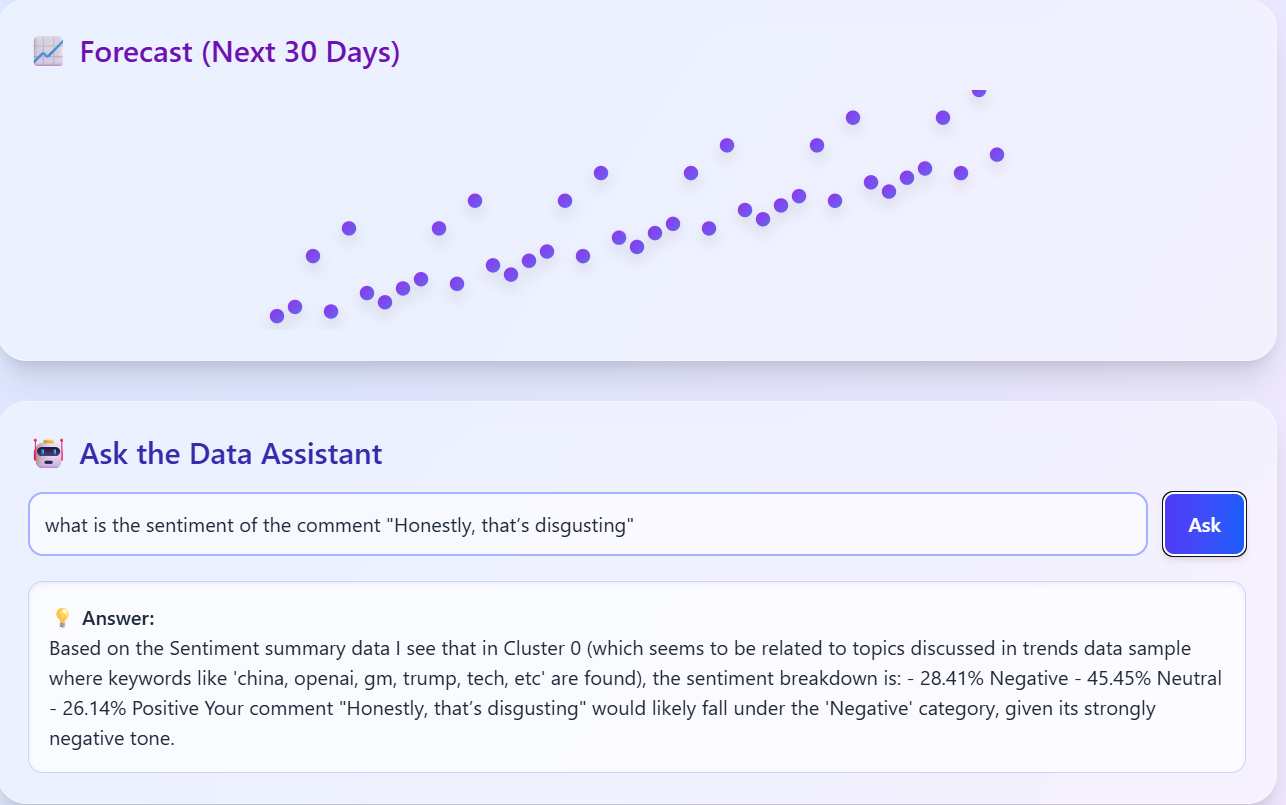 Forecast (Next 30 Days)
Ask the Data Assistant
what is the sentiment of the comment "Honestly, that’s disgusting"
Ask
Answer:
Based on the Sentiment summary data I see that in Cluster 0 (which seems to be related to topics discussed in trends data sample
where keywords like 'china, openai, gm, trump, tech, etc' are found), the sentiment breakdown is: - 28.41% Negative - 45.45% Neutral
- 26.14% Positive Your comment "Honestly, that’s disgusting" would likely fall under the 'Negative' category, given its strongly
negative tone.